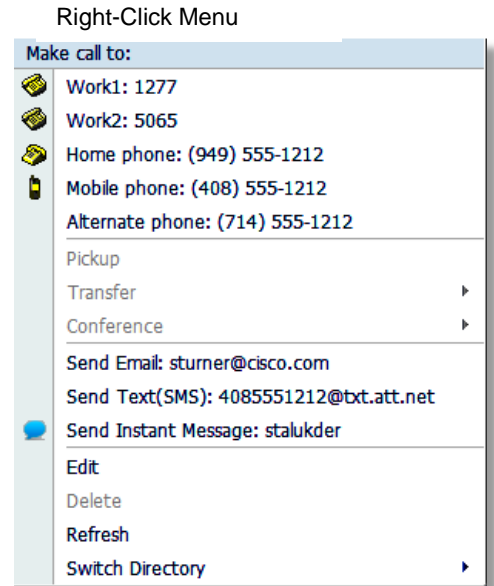 Right-Click Menu
Make call to:
Work1: 1277
Work2: 5065
Home phone: (949) 555-1212
Mobile phone: (408) 555-1212
Alternate phone: (714) 555-1212
Pickup
Transfer
Conference
Send Email: sturner@cisco.com
Send Text(SMS): 4085551212@txt.att.net
Send Instant Message: stalukder
Edit
Delete
Refresh
Switch Directory